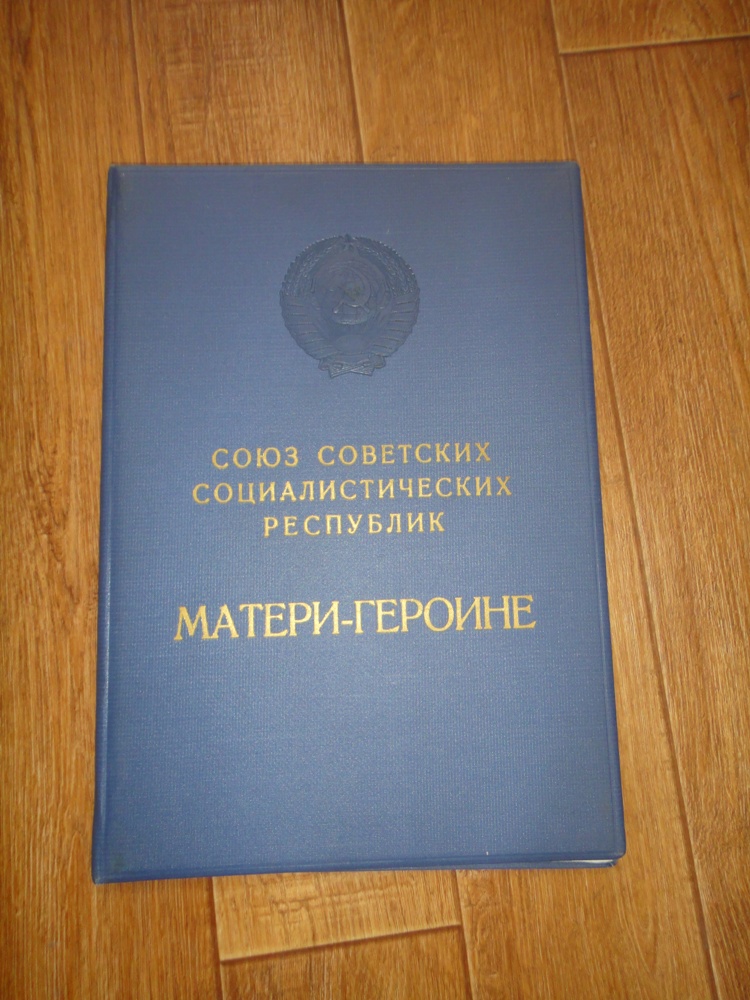 СОЮЗ СОВЕТСКИХ
СОЦИАЛИСТИЧЕСКИХ
РЕСПУБЛИК
МАТЕРИ-ГЕРОИНЕ